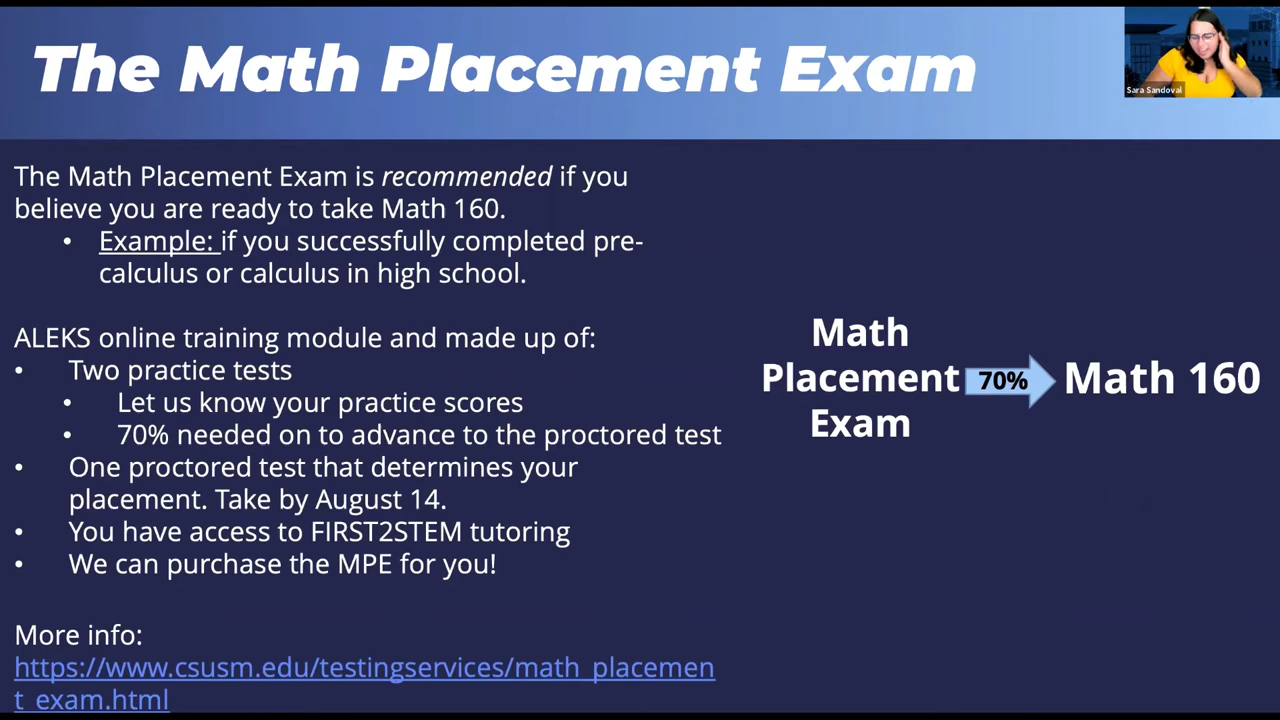 The Math Placement Exam
Sara Sandoval
The Math Placement Exam is recommended if you
believe you are ready to take Math 160.
• Example: if you successfully completed pre-
calculus or calculus in high school.
ALEKS online training module and made up of:
• Two practice tests
• Let us know your practice scores
• 70% needed on to advance to the proctored test
• One proctored test that determines your
placement. Take by August 14.
• You have access to FIRST2STEM tutoring
• We can purchase the MPE for you!
More info:
https://www.csusm.edu/testingservices/math_placemen
t_exam.html
Math
Placement
Exam
70%
Math 160